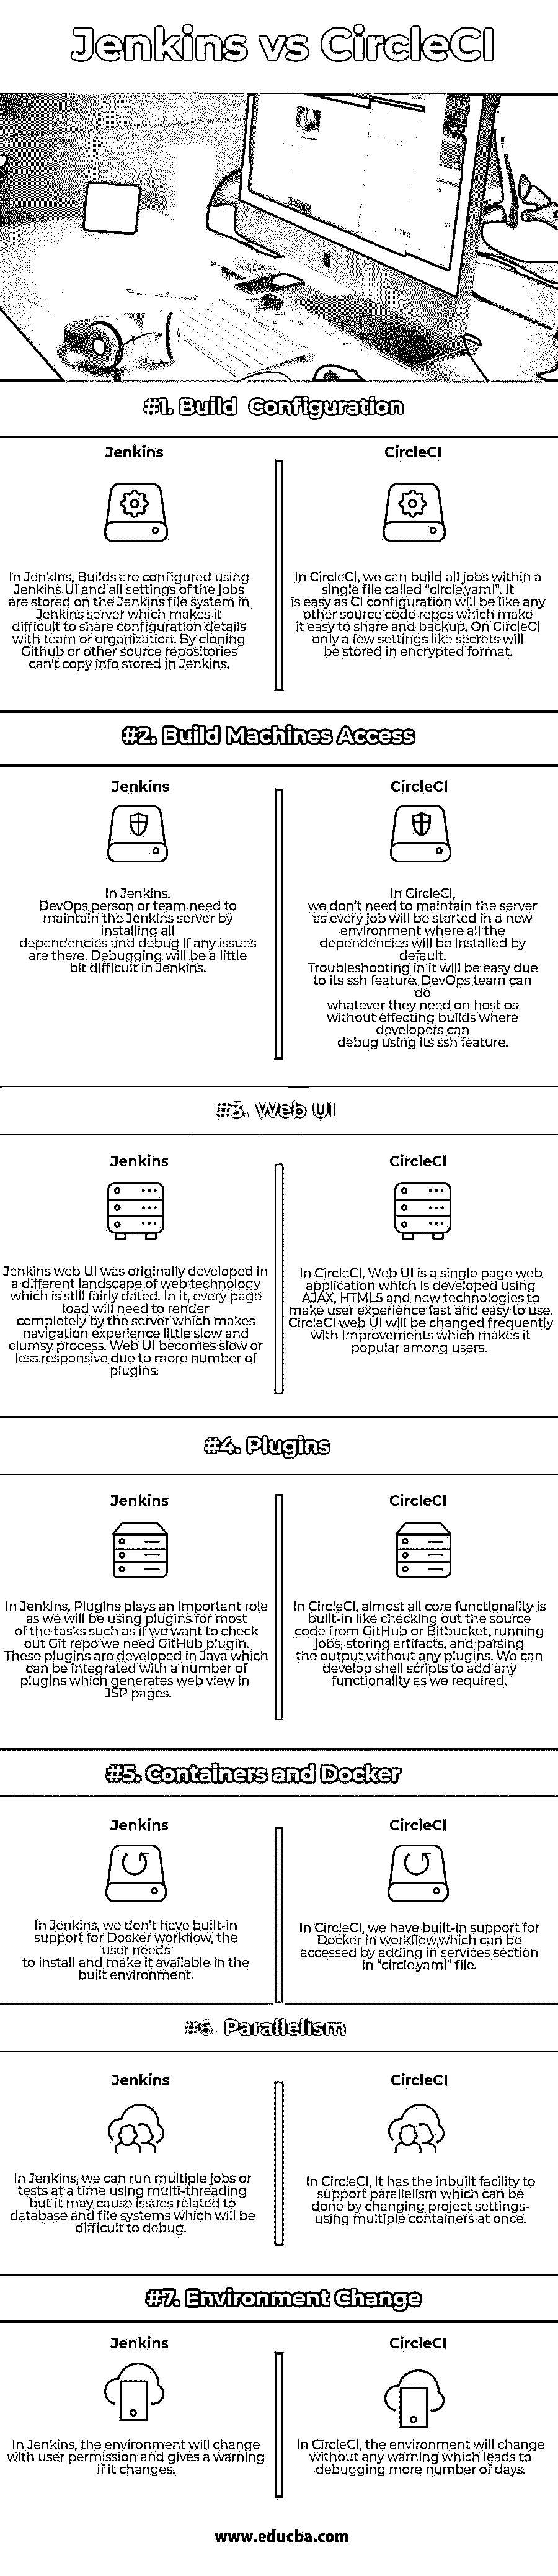 Jenkins vs CircleCI
#1. Build Configuration
Jenkins
In Jenkins, Builds are configured using
Jenkins UI and all settings of the jobs
are stored on the Jenkins file system in
Jenkins server which makes it
difficult to share configuration details
with team or organization. By cloning
Github or other source repositories
can't copy info stored in Jenkins.
CircleCI
In CircleCI, we can build all jobs within a
single file called "circle.yaml". It
is easy as CI configuration will be like any
other source code repos which make
it easy to share and backup. On CircleCI
only a few settings like secrets will
be stored in encrypted format.
#2. Build Machines Access
Jenkins
In Jenkins,
DevOps person or team need to
maintain the Jenkins server by
installing all
dependencies and debug if any issues
are there. Debugging will be a little
bit difficult in Jenkins.
CircleCI
In CircleCI,
we don't need to maintain the server
as every job will be started in a new
environment where all the
dependencies will be installed by
default.
Troubleshooting in it will be easy due
to its ssh feature. DevOps team can
do
whatever they need on host os
without effecting builds where
developers can
debug using its ssh feature.
#3. Web UI
Jenkins
Jenkins web UI was originally developed in
a different landscape of web technology
which is still fairly dated. In it, every page
load will need to render
completely by the server which makes
navigation experience little slow and
clumsy process. Web UI becomes slow or
less responsive due to more number of
plugins.
CircleCI
In CircleCI, Web UI is a single page web
application which is developed using
AJAX, HTML5 and new technologies to
make user experience fast and easy to use.
CircleCI web UI will be changed frequently
with improvements which makes it
popular among users.
#4. Plugins
Jenkins
In Jenkins, Plugins plays an important role
as we will be using plugins for most
of the tasks such as if we want to check
out Git repo we need GitHub plugin.
These plugins are developed in Java which
can be integrated with a number of
plugins which generates web view in
JSP pages.
CircleCI
In CircleCI, almost all core functionality is
built-in like checking out the source
code from GitHub or Bitbucket, running
jobs, storing artifacts, and parsing
the output without any plugins. We can
develop shell scripts to add any
functionality as we required.
#5. Containers and Docker
Jenkins
In Jenkins, we don't have built-in
support for Docker workflow, the
user needs
to install and make it available in the
built environment.
CircleCI
In CircleCI, we have built-in support for
Docker in workflow,which can be
accessed by adding in services section
in "circle.yaml" file.
#6. Parallelism
Jenkins
In Jenkins, we can run multiple jobs or
tests at a time using multi-threading
but it may cause issues related to
database and file systems which will be
difficult to debug.
CircleCI
In CircleCI, It has the inbuilt facility to
support parallelism which can be
done by changing project settings-
using multiple containers at once.
#7. Environment Change
Jenkins
In Jenkins, the environment will change
with user permission and gives a warning
if it changes.
CircleCI
In CircleCI, the environment will change
without any warning which leads to
debugging more number of days.
www.educba.com